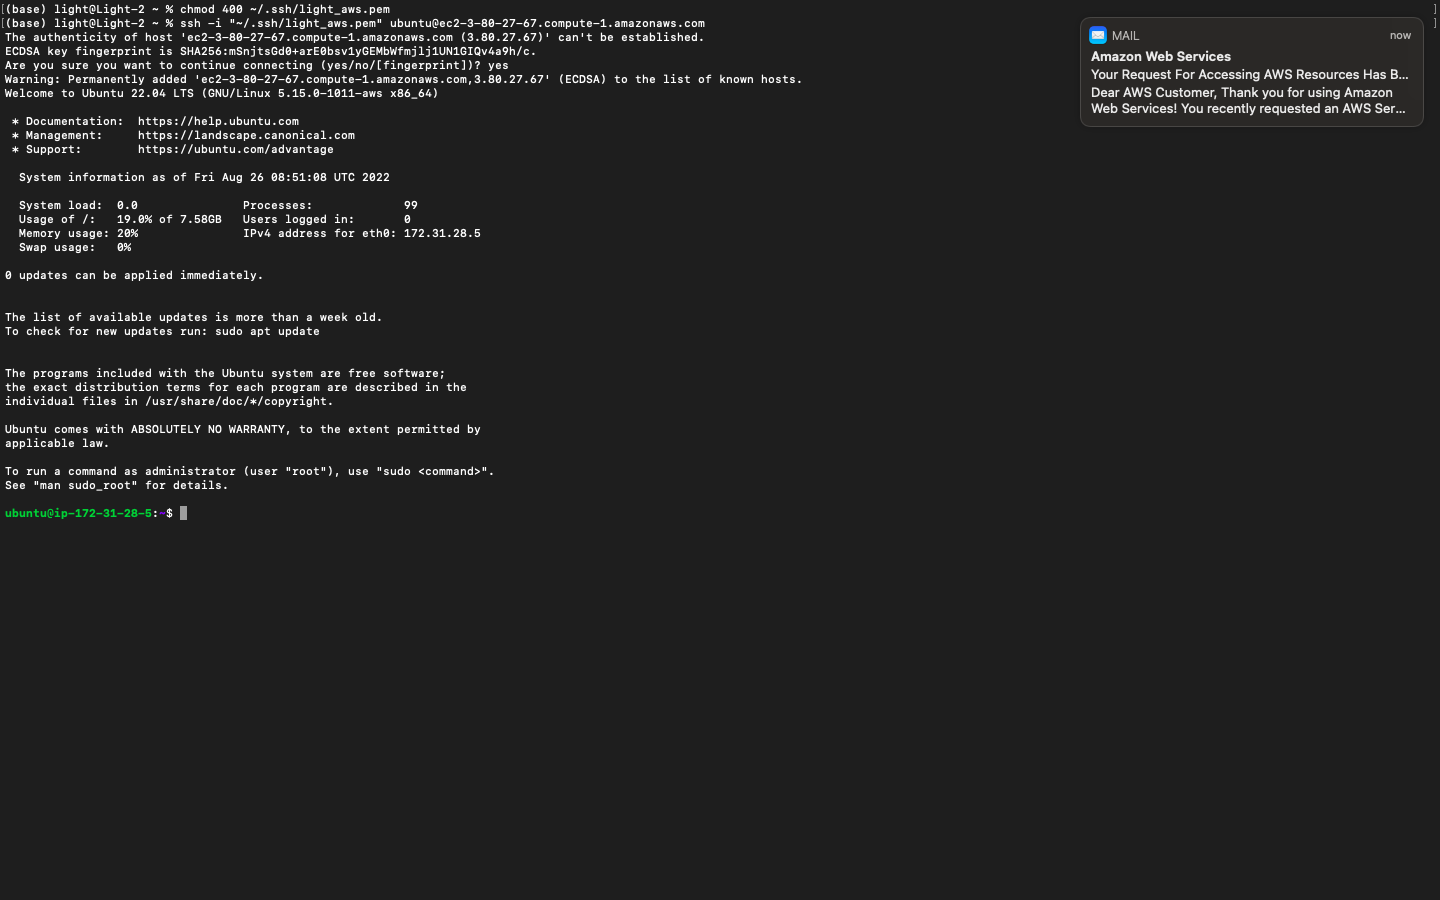 [(base) light@Light-2 ~ % chmod 400 ~/.ssh/light_aws.pem ]
[(base) light@Light-2 ~ % ssh -i "~/.ssh/light_aws.pem" ubuntu@ec2-3-80-27-67.compute-1.amazonaws.com ]
The authenticity of host 'ec2-3-80-27-67.compute-1.amazonaws.com (3.80.27.67)' can't be established.
ECDSA key fingerprint is SHA256:mSnjtsGd0+arE0bsv1yGEMbWfmjlj1UN1GIQv4a9h/c.
Are you sure you want to continue connecting (yes/no/[fingerprint])? yes
Warning: Permanently added 'ec2-3-80-27-67.compute-1.amazonaws.com,3.80.27.67' (ECDSA) to the list of known hosts.
Welcome to Ubuntu 22.04 LTS (GNU/Linux 5.15.0-1011-aws x86_64)
* Documentation:  https://help.ubuntu.com
* Management:     https://landscape.canonical.com
* Support:        https://ubuntu.com/advantage
System information as of Fri Aug 26 08:51:08 UTC 2022
System load:  0.0               Processes:             99
Usage of /:   19.0% of 7.58GB   Users logged in:       0
Memory usage: 20%               IPv4 address for eth0: 172.31.28.5
Swap usage:   0%
0 updates can be applied immediately.
The list of available updates is more than a week old.
To check for new updates run: sudo apt update
The programs included with the Ubuntu system are free software;
the exact distribution terms for each program are described in the
individual files in /usr/share/doc/*/copyright.
Ubuntu comes with ABSOLUTELY NO WARRANTY, to the extent permitted by
applicable law.
To run a command as administrator (user "root"), use "sudo <command>".
See "man sudo_root" for details.
ubuntu@ip-172-31-28-5:~$
MAIL now
Amazon Web Services
Your Request For Accessing AWS Resources Has B...
Dear AWS Customer, Thank you for using Amazon
Web Services! You recently requested an AWS Ser...